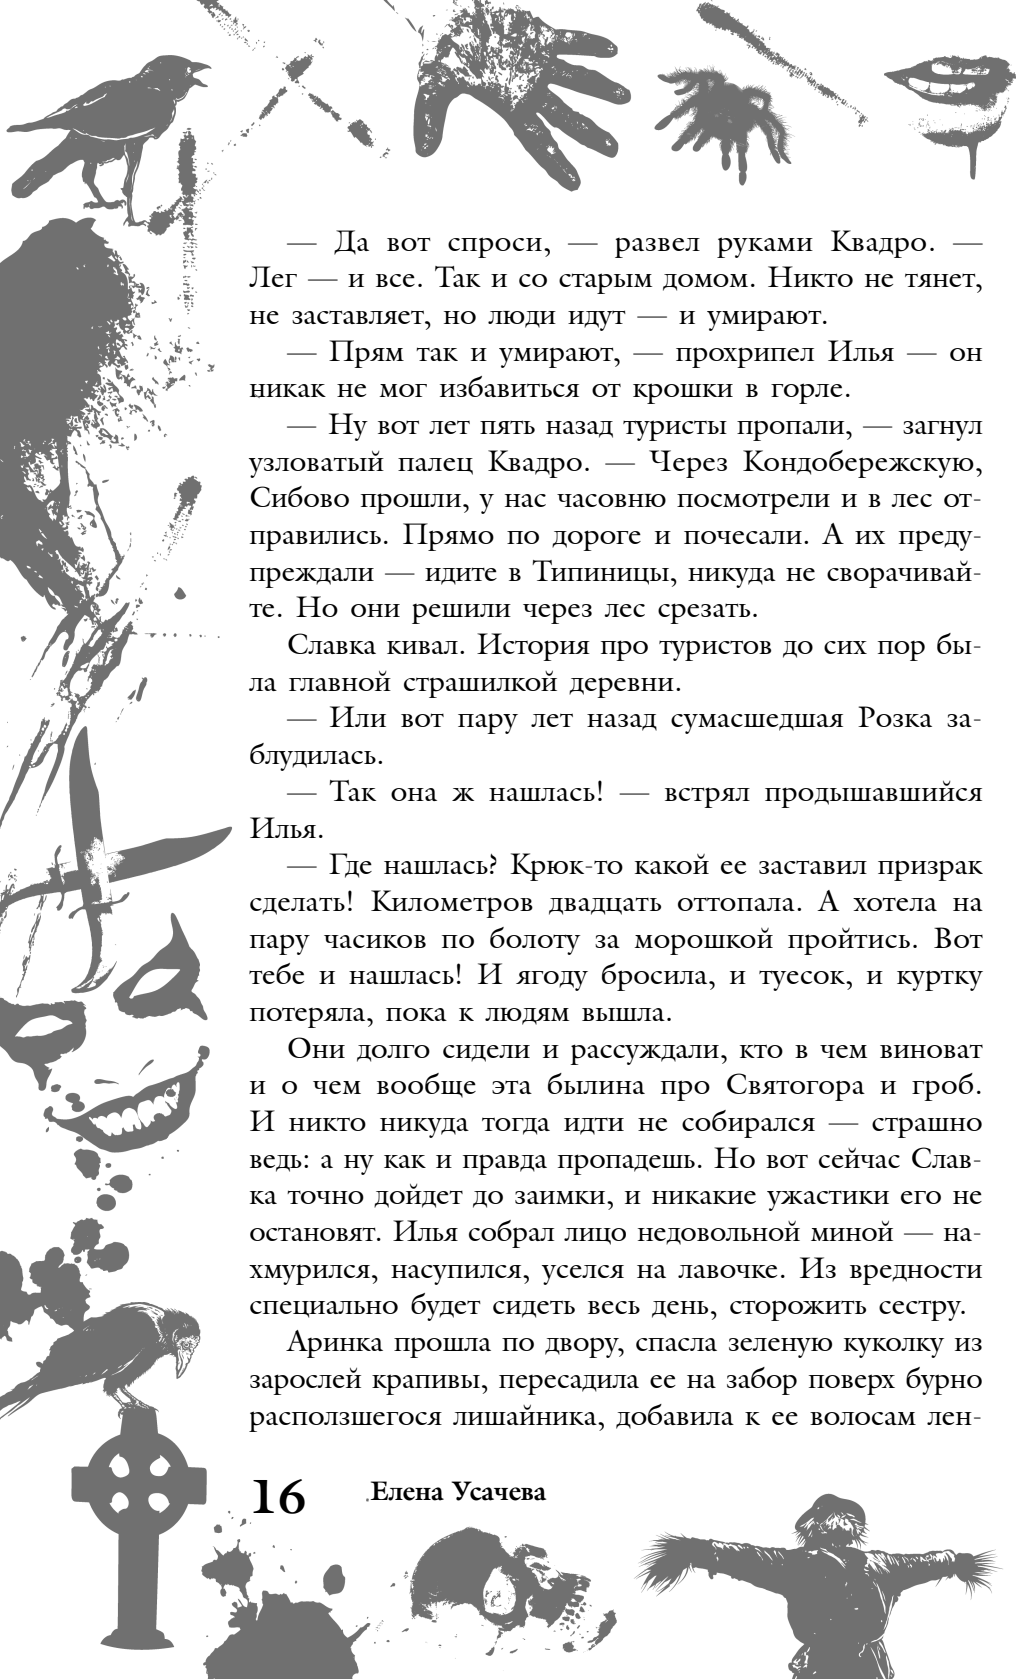 — Да вот спроси, — развел руками Квадро. —
Лег — и все. Так и со старым домом. Никто не тянет,
не заставляет, но люди идут — и умирают.
— Прям так и умирают, — прохрипел Илья — он
никак не мог избавиться от крошки в горле.
— Ну вот лет пять назад туристы пропали, — загнул
узловатый палец Квадро. — Через Кондобережскую,
Сибово прошли, у нас часовню посмотрели и в лес от-
правились. Прямо по дороге и почесали. А их преду-
преждали — идите в Типиницы, никуда не сворачивай-
те. Но они решили через лес срезать.
Славка кивал. История про туристов до сих пор бы-
ла главной страшилкой деревни.
— Или вот пару лет назад сумасшедшая Розка за-
блудилась.
— Так она ж нашлась! — встрял продышавшийся
Илья.
— Где нашлась? Крюк-то какой ее заставил призрак
сделать! Километров двадцать оттопала. А хотела на
пару часиков по болоту за морошкой пройтись. Вот
тебе и нашлась! И ягоду бросила, и туесок, и куртку
потеряла, пока к людям вышла.
Они долго сидели и рассуждали, кто в чем виноват
и о чем вообще эта былина про Святогора и гроб.
И никто никуда тогда идти не собирался — страшно
ведь: а ну как и правда пропадешь. Но вот сейчас Слав-
ка точно дойдет до заимки, и никакие ужастики его не
остановят. Илья собрал лицо недовольной миной — на-
хмурился, насупился, уселся на лавочке. Из вредности
специально будет сидеть весь день, сторожить сестру.
Аринка прошла по двору, спасла зеленую куколку из
зарослей крапивы, пересадила ее на забор поверх бурно
расползшегося лишайника, добавила к ее волосам лен-
16 Елена Усачева